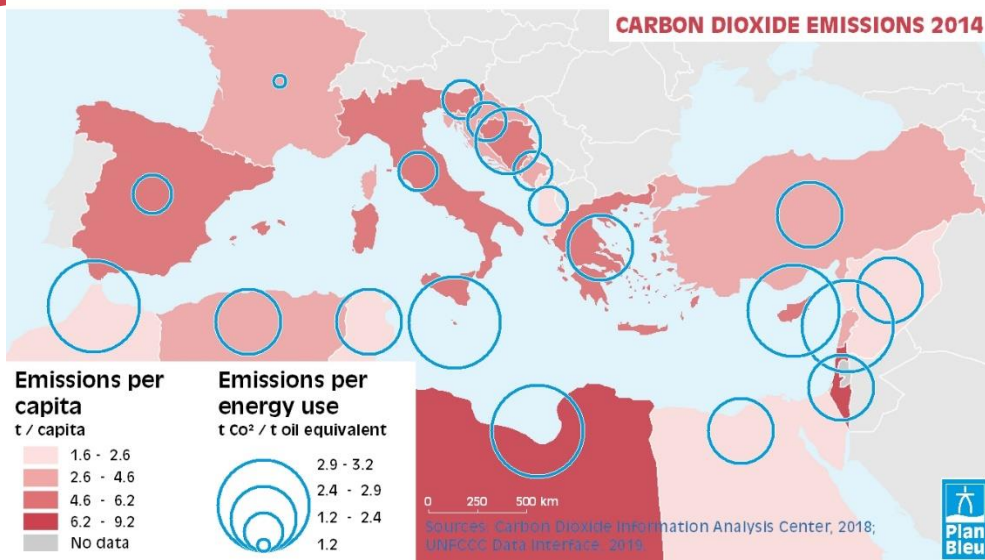 CARBON DIOXIDE EMISSIONS 2014
Emissions per
capita
t / capita
1.6 - 2.6
2.6 - 4.6
4.6 - 6.2
6.2 - 9.2
No data
Emissions per
energy use
t Co² / t oil equivalent
2.9 - 3.2
2.4 - 2.9
1.2 - 2.4
1.2
0 250 500 km
Sources: Carbon Dioxide Information Analysis Center, 2018;
UNFCCC Data Interface, 2019.
Plan
Bleu